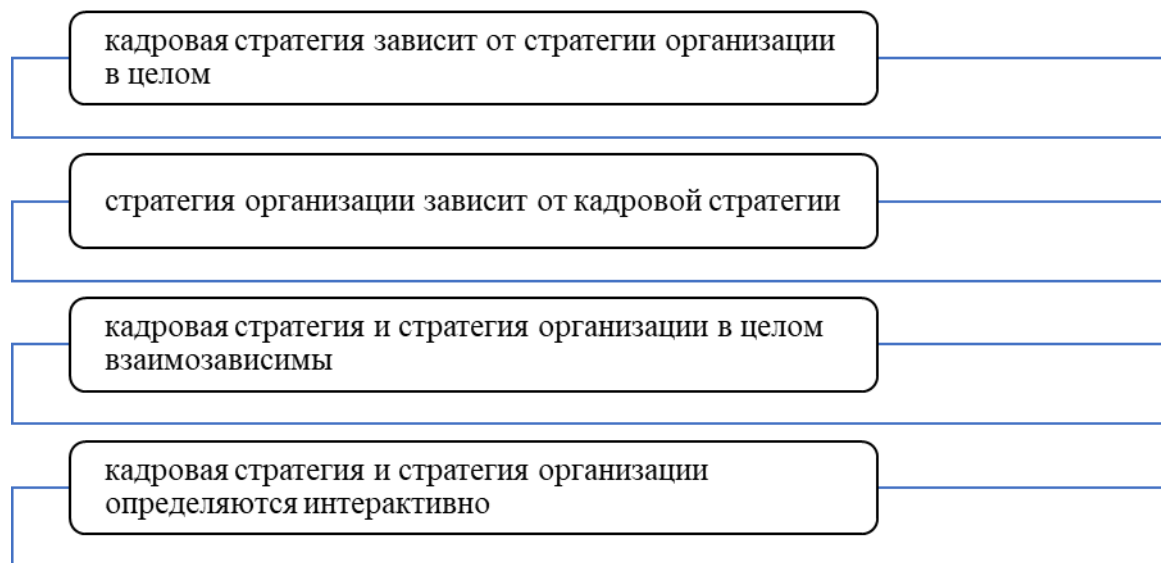 кадровая стратегия зависит от стратегии организации
в целом
стратегия организации зависит от кадровой стратегии
кадровая стратегия и стратегия организации в целом
взаимозависимы
кадровая стратегия и стратегия организации
определяются интерактивно